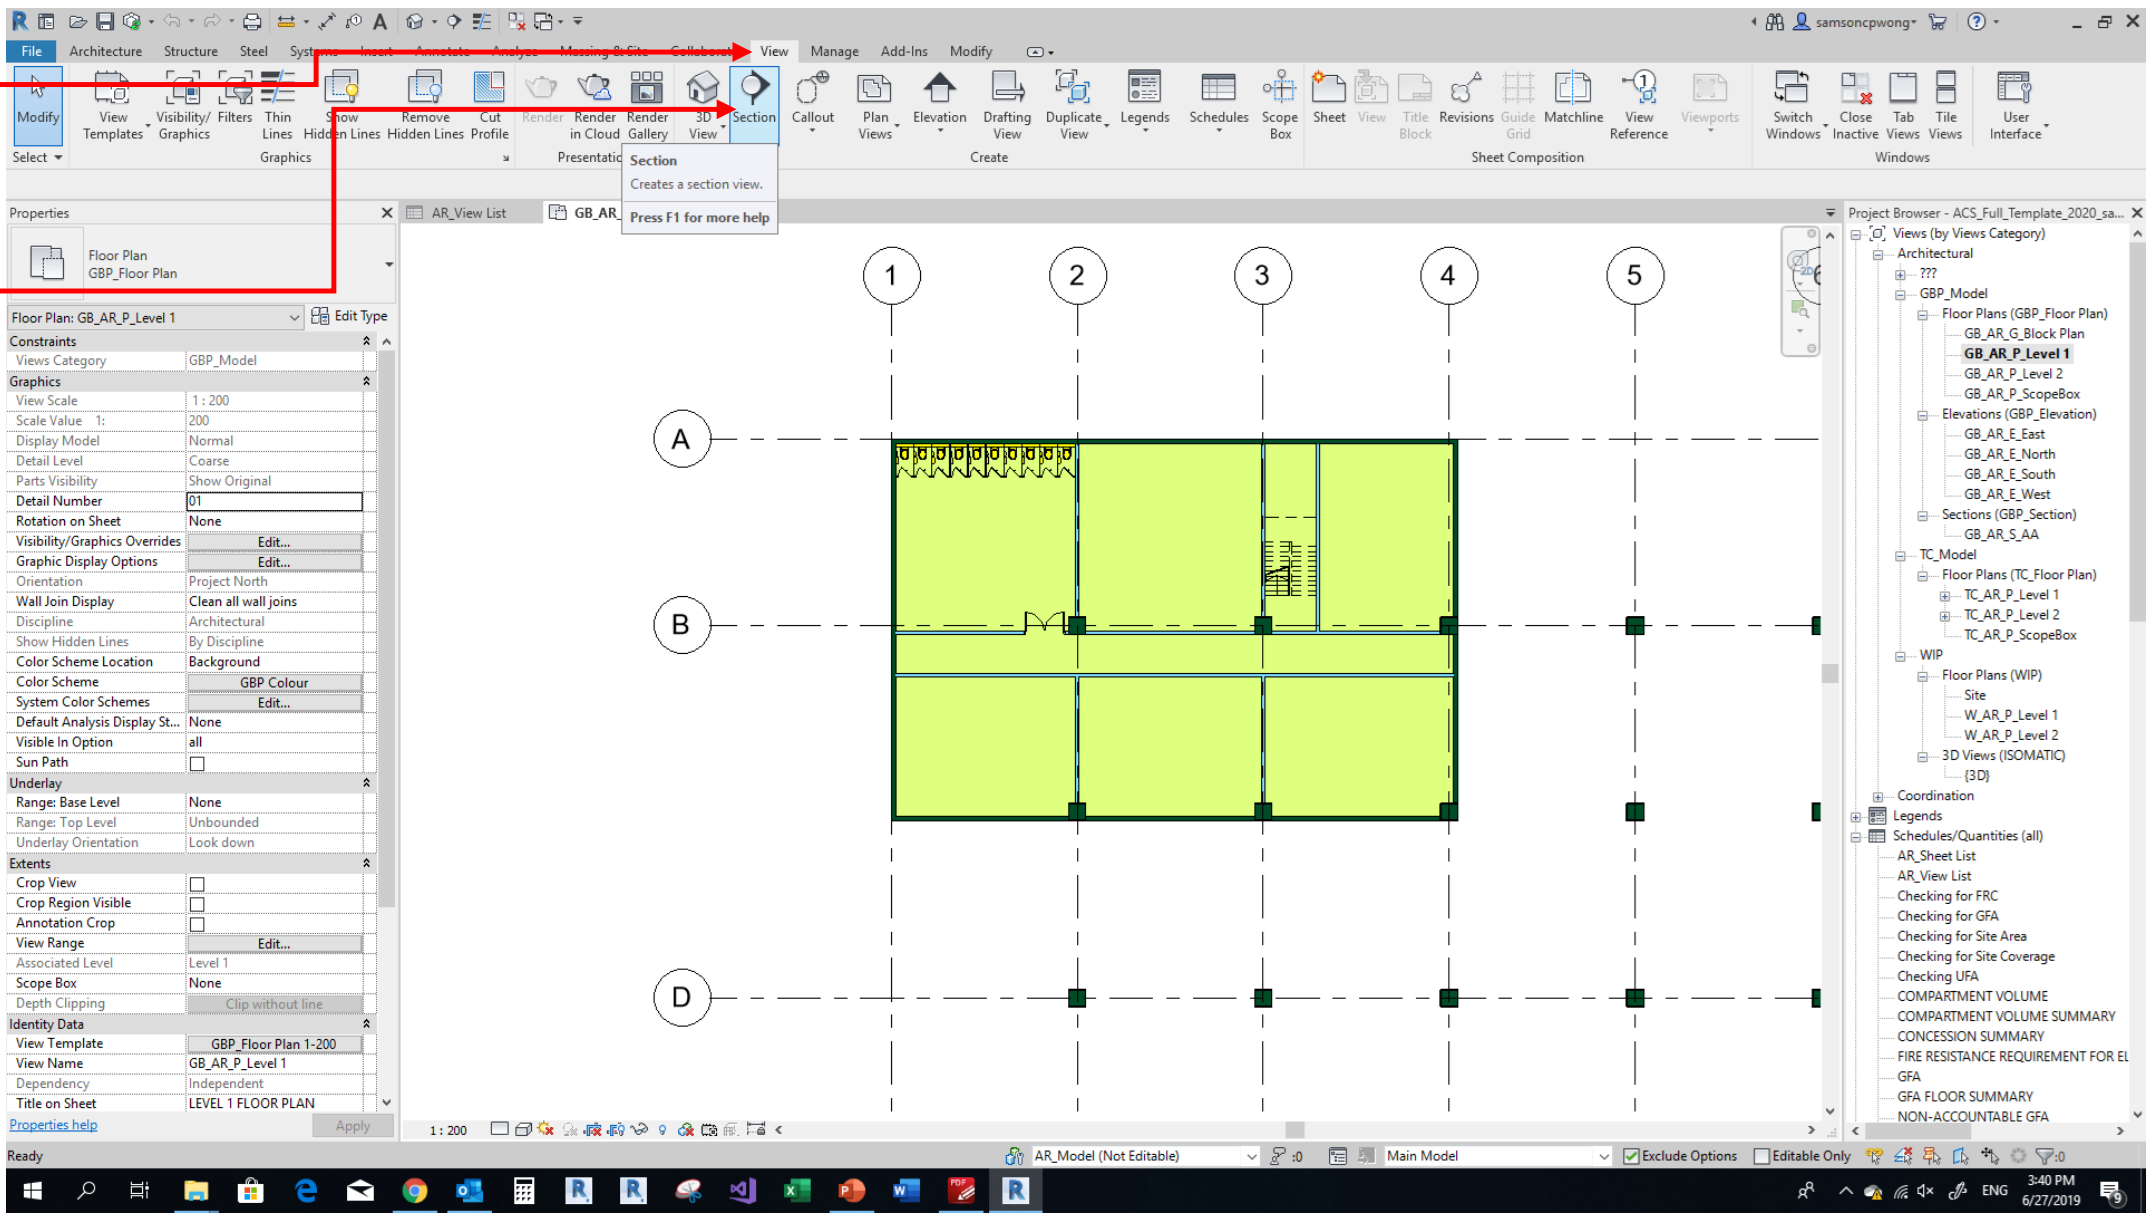 samsoncpwong
File Architecture Structure Steel Systems Insert Annotate Analyze Massing & Site Collaborate View Manage Add-Ins Modify
Modify
View Templates
Visibility/ Graphics
Filters
Thin Lines
Show Hidden Lines
Remove Hidden Lines
Cut Profile
Render
Render in Cloud
Render Gallery
3D View
Section
Callout
Plan Views
Elevation
Drafting View
Duplicate View
Legends
Schedules
Scope Box
Sheet
View
Title Block
Revisions
Guide Grid
Matchline
View Reference
Viewports
Switch Windows
Close Inactive
Tab Views
Tile Views
User Interface
Select
Graphics
Create
Sheet Composition
Windows
Section
Creates a section view.
Press F1 for more help
Properties
AR_View List
GB_AR_
Floor Plan
GBP_Floor Plan
Floor Plan: GB_AR_P_Level 1
Edit Type
Constraints
Views Category GBP_Model
Graphics
View Scale 1 : 200
Scale Value 1: 200
Display Model Normal
Detail Level Coarse
Parts Visibility Show Original
Detail Number 01
Rotation on Sheet None
Visibility/Graphics Overrides Edit...
Graphic Display Options Edit...
Orientation Project North
Wall Join Display Clean all wall joins
Discipline Architectural
Show Hidden Lines By Discipline
Color Scheme Location Background
Color Scheme GBP Colour
System Color Schemes Edit...
Default Analysis Display St... None
Visible In Option all
Sun Path
Underlay
Range: Base Level None
Range: Top Level Unbounded
Underlay Orientation Look down
Extents
Crop View
Crop Region Visible
Annotation Crop
View Range Edit...
Associated Level Level 1
Scope Box None
Depth Clipping Clip without line
Identity Data
View Template GBP_Floor Plan 1-200
View Name GB_AR_P_Level 1
Dependency Independent
Title on Sheet LEVEL 1 FLOOR PLAN
Properties help
Apply
1
2
3
4
5
A
B
D
2D
1 : 200
Project Browser - ACS_Full_Template_2020_sa...
Views (by Views Category)
Architectural
???
GBP_Model
Floor Plans (GBP_Floor Plan)
GB_AR_G_Block Plan
GB_AR_P_Level 1
GB_AR_P_Level 2
GB_AR_P_ScopeBox
Elevations (GBP_Elevation)
GB_AR_E_East
GB_AR_E_North
GB_AR_E_South
GB_AR_E_West
Sections (GBP_Section)
GB_AR_S_AA
TC_Model
Floor Plans (TC_Floor Plan)
TC_AR_P_Level 1
TC_AR_P_Level 2
TC_AR_P_ScopeBox
WIP
Floor Plans (WIP)
Site
W_AR_P_Level 1
W_AR_P_Level 2
3D Views (ISOMATIC)
{3D}
Coordination
Legends
Schedules/Quantities (all)
AR_Sheet List
AR_View List
Checking for FRC
Checking for GFA
Checking for Site Area
Checking for Site Coverage
Checking UFA
COMPARTMENT VOLUME
COMPARTMENT VOLUME SUMMARY
CONCESSION SUMMARY
FIRE RESISTANCE REQUIREMENT FOR EL
GFA
GFA FLOOR SUMMARY
NON-ACCOUNTABLE GFA
Ready
AR_Model (Not Editable)
:0
Main Model
Exclude Options
Editable Only
:0
ENG
3:40 PM
6/27/2019